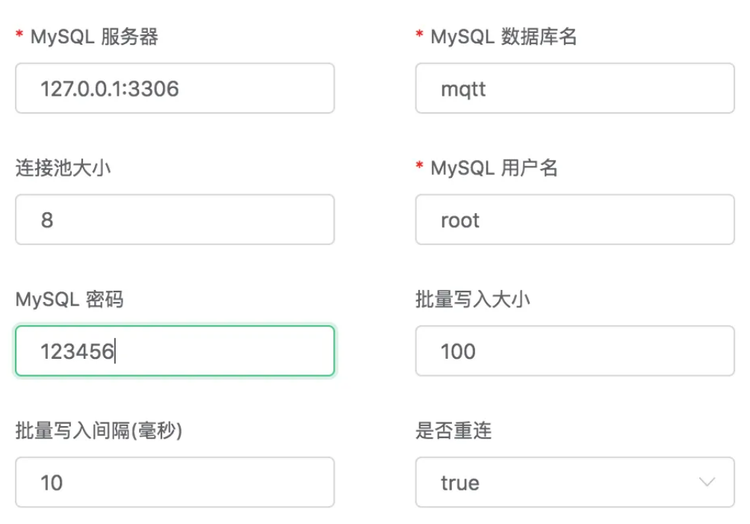 * MySQL 服务器
* MySQL 数据库名
127.0.0.1:3306
mqtt
连接池大小
* MySQL 用户名
8
root
MySQL 密码
批量写入大小
123456
100
批量写入间隔(毫秒)
是否重连
10
true